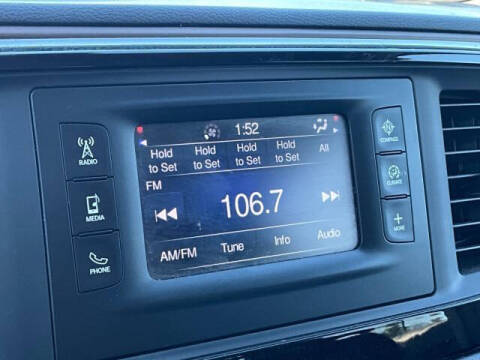 1:52
Hold to Set Hold to Set Hold to Set Hold to Set All
FM
106.7
AM/FM Tune Info Audio
RADIO
MEDIA
PHONE
COMPASS
CLIMATE
MORE